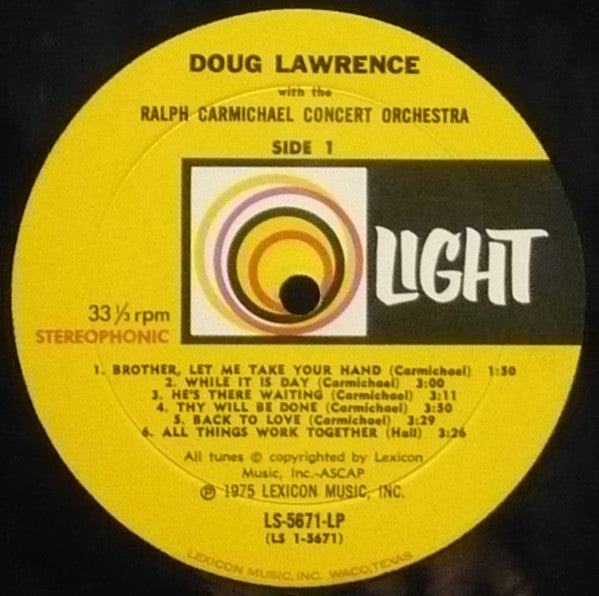 DOUG LAWRENCE
with the
RALPH CARMICHAEL CONCERT ORCHESTRA
SIDE 1
LIGHT
33 ⅓ rpm
STEREOPHONIC
1. BROTHER, LET ME TAKE YOUR HAND (Carmichael) 1:50
2. WHILE IT IS DAY (Carmichael) 3:00
3. HE'S THERE WAITING (Carmichael) 3:11
4. THY WILL BE DONE (Carmichael) 3:50
5. BACK TO LOVE (Carmichael) 3:29
6. ALL THINGS WORK TOGETHER (Hall) 3:26
All tunes © copyrighted by Lexicon
Music, Inc.-ASCAP
℗ 1975 LEXICON MUSIC, INC.
LS-5671-LP
(LS 1-5671)
LEXICON MUSIC, INC. WACO, TEXAS